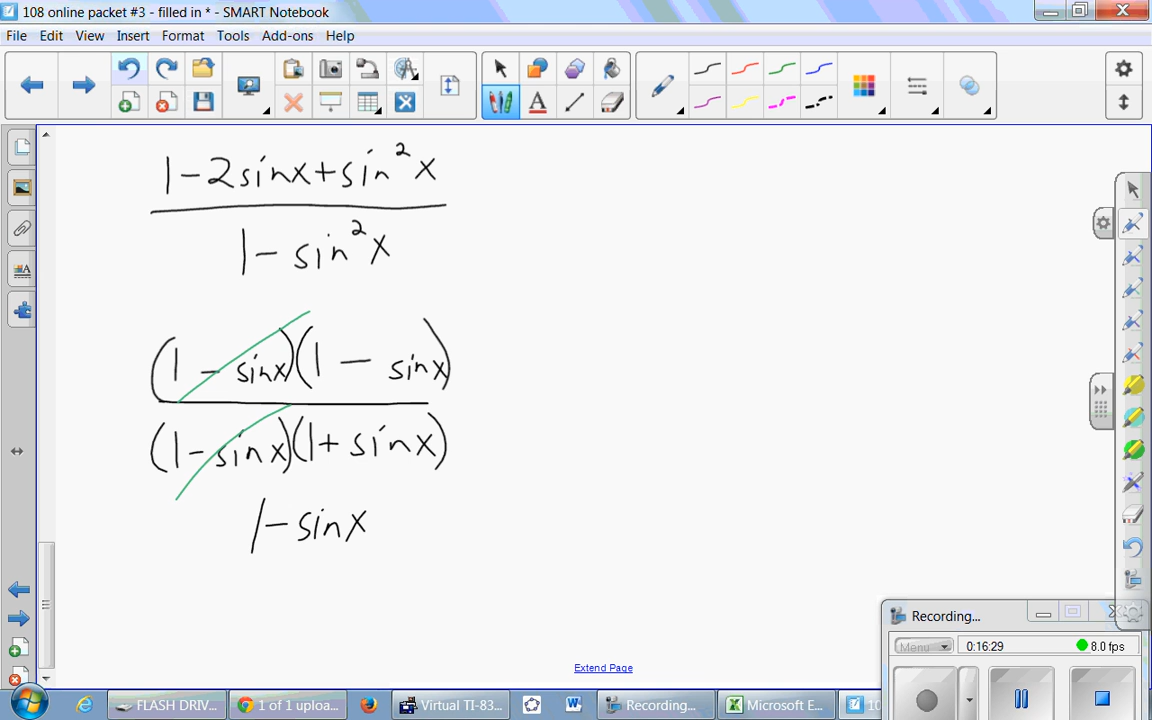 108 online packet #3 - filled in * - SMART Notebook
File Edit View Insert Format Tools Add-ons Help
1-2sinx+sin²x
1-sin²x
(1-sinx)(1-sinx)
(1-sinx)(1+sinx)
1-sinx
Extend Page
Recording...
Menu 0:16:29 8.0 fps
FLASH DRIV... 1 of 1 uploa... Virtual TI-83... Recording... Microsoft E... 10